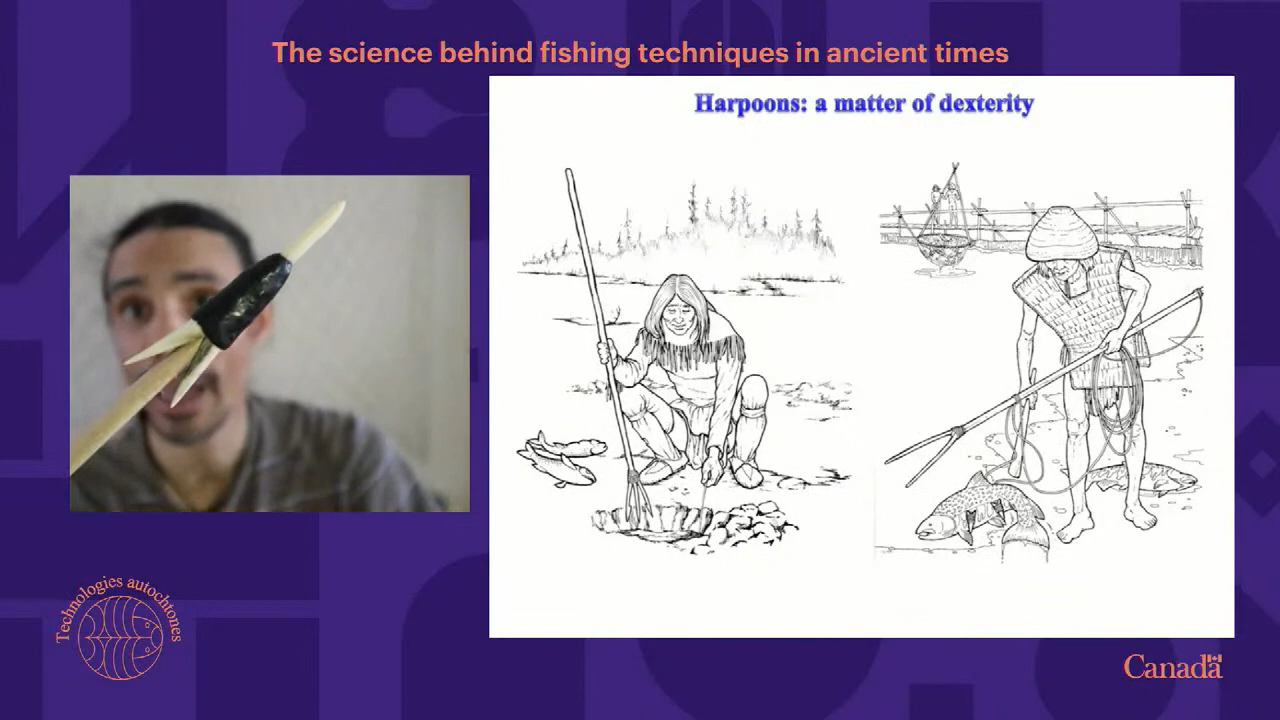 The science behind fishing techniques in ancient times
Harpoons: a matter of dexterity
Technologies autochtones
Canada